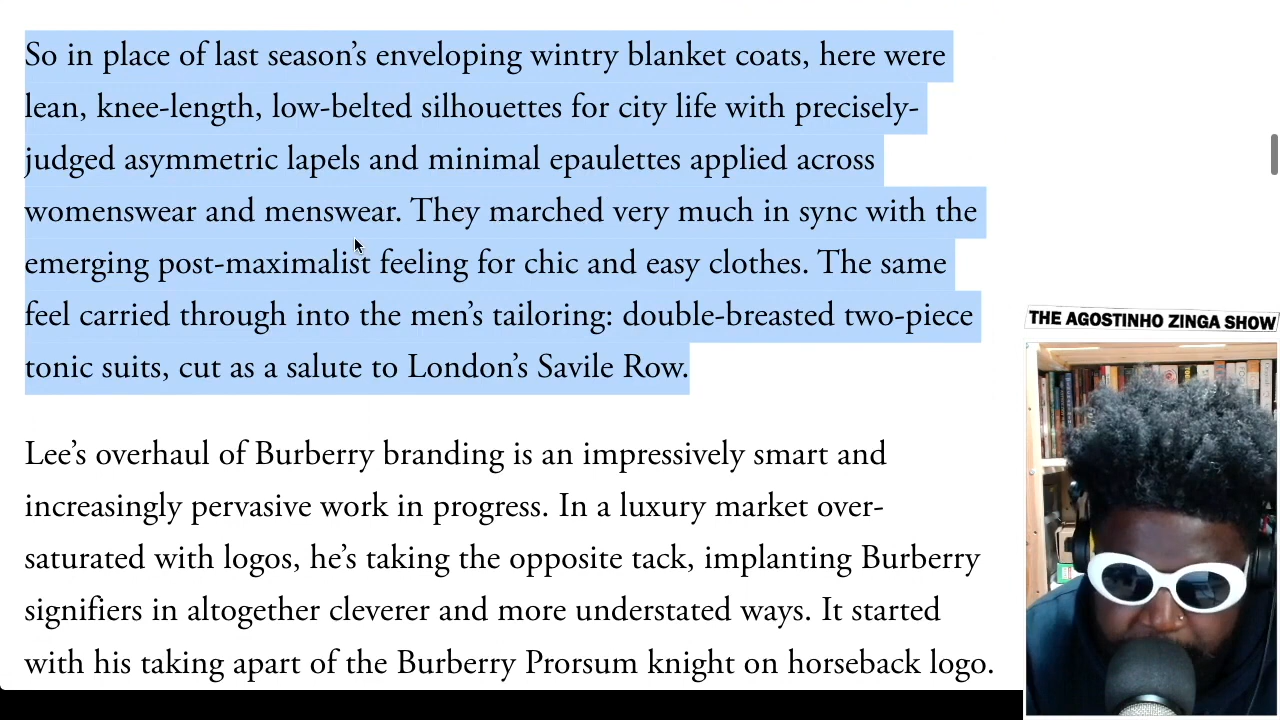 So in place of last season’s enveloping wintry blanket coats, here were
lean, knee-length, low-belted silhouettes for city life with precisely-
judged asymmetric lapels and minimal epaulettes applied across
womenswear and menswear. They marched very much in sync with the
emerging post-maximalist feeling for chic and easy clothes. The same
feel carried through into the men’s tailoring: double-breasted two-piece
tonic suits, cut as a salute to London’s Savile Row.
Lee’s overhaul of Burberry branding is an impressively smart and
increasingly pervasive work in progress. In a luxury market over-
saturated with logos, he’s taking the opposite tack, implanting Burberry
signifiers in altogether cleverer and more understated ways. It started
with his taking apart of the Burberry Prorsum knight on horseback logo.
THE AGOSTINHO ZINGA SHOW